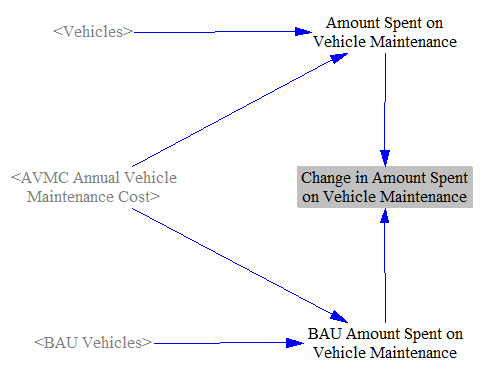 <Vehicles>
Amount Spent on
Vehicle Maintenance
<AVMC Annual Vehicle
Maintenance Cost>
Change in Amount Spent
on Vehicle Maintenance
<BAU Vehicles>
BAU Amount Spent on
Vehicle Maintenance